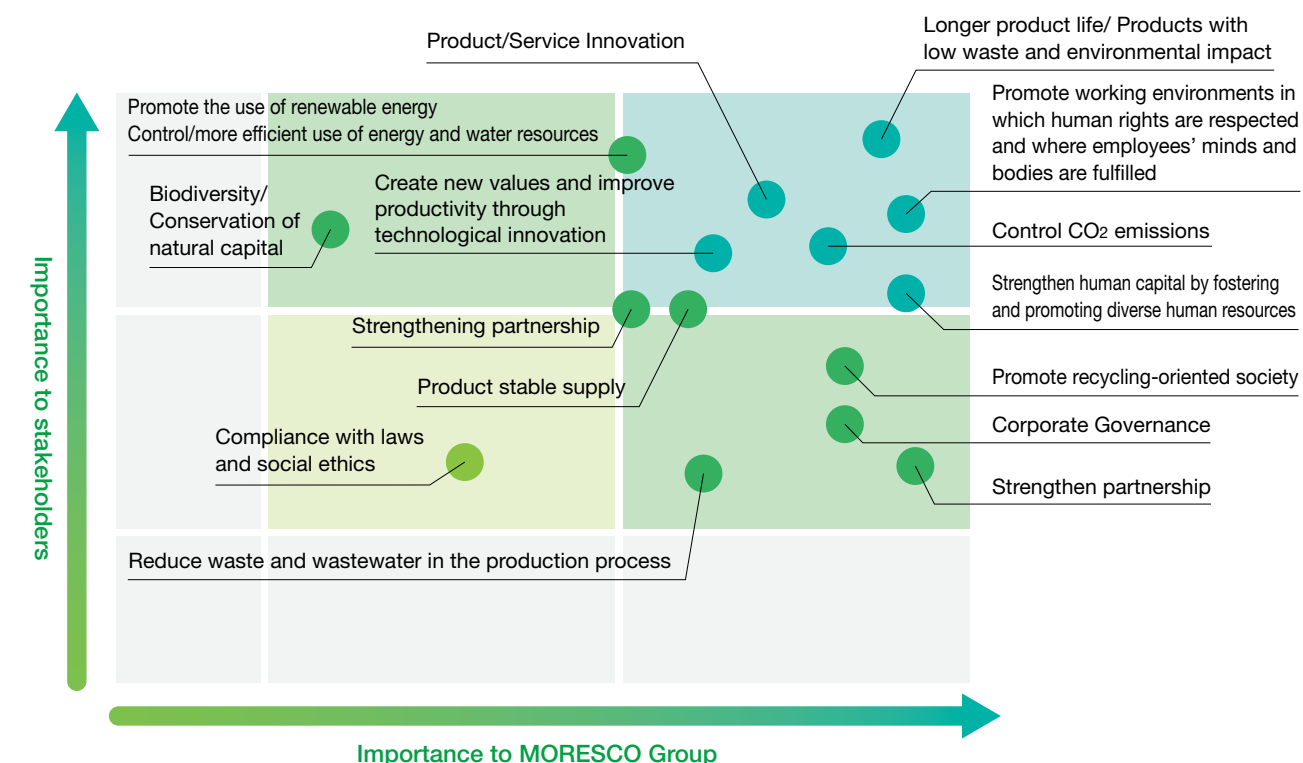 Product/Service Innovation
Longer product life/ Products with
low waste and environmental impact
Promote the use of renewable energy
Control/more efficient use of energy and water resources
Promote working environments in
which human rights are respected
and where employees’ minds and
bodies are fulfilled
Biodiversity/
Conservation of
natural capital
Create new values and improve
productivity through
technological innovation
Control CO2 emissions
Strengthen human capital by fostering
and promoting diverse human resources
Strengthening partnership
Product stable supply
Promote recycling-oriented society
Corporate Governance
Compliance with laws
and social ethics
Strengthen partnership
Reduce waste and wastewater in the production process
Importance to stakeholders
Importance to MORESCO Group